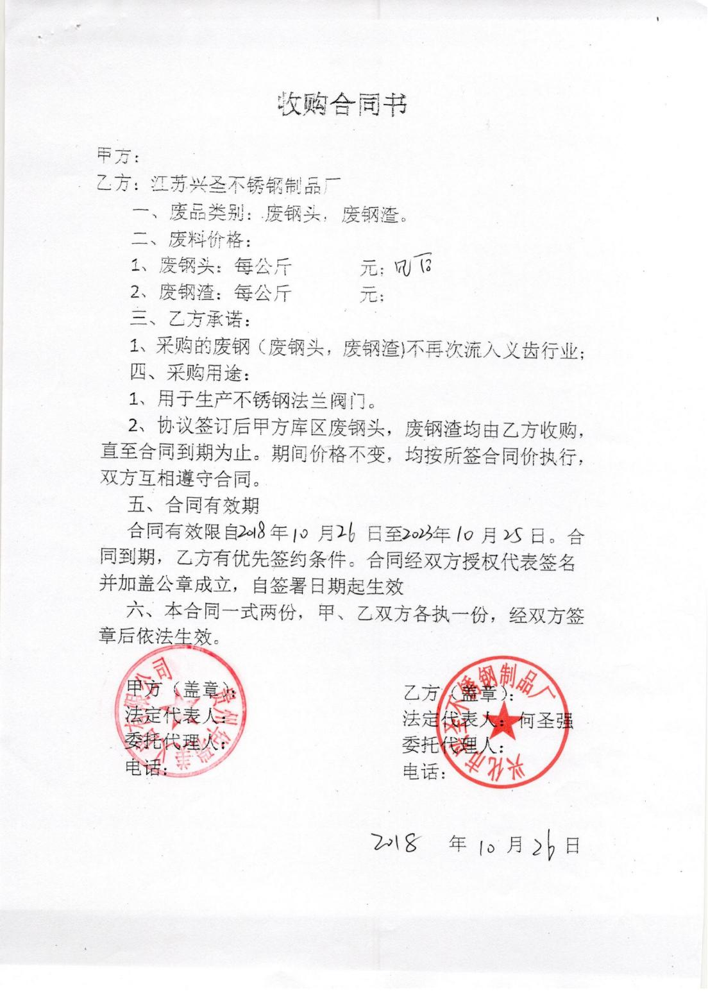 收购合同书
甲方：
乙方：江苏兴圣不锈钢制品厂
一、废品类别：废钢头，废钢渣。
二、废料价格：
1、废钢头：每公斤 元；
2、废钢渣：每公斤 元；
三、乙方承诺：
1、采购的废钢（废钢头，废钢渣)不再次流入义齿行业；
四、采购用途：
1、用于生产不锈钢法兰阀门。
2、协议签订后甲方库区废钢头，废钢渣均由乙方收购，
直至合同到期为止。期间价格不变，均按所签合同价执行，
双方互相遵守合同。
五、合同有效期
合同有效限自2018年10月26日至2023年10月25日。合
同到期，乙方有优先签约条件。合同经双方授权代表签名
并加盖公章成立，自签署日期起生效
六、本合同一式两份，甲、乙双方各执一份，经双方签
章后依法生效。
甲方（盖章）：
法定代表人：
委托代理人：
电话：
乙方（盖章）：
法定代表人：何圣强
委托代理人：
电话：
兴化市兴圣不锈钢制品厂
2018 年 10 月 26 日